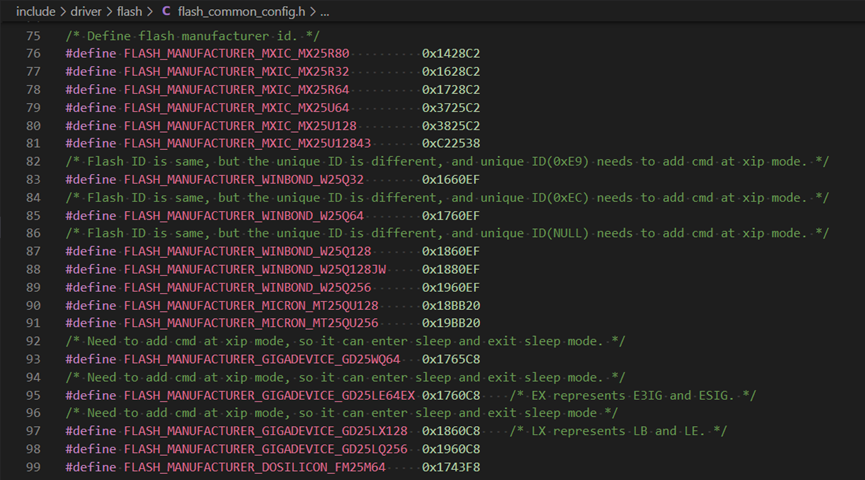 include > driver > flash > C flash_common_config.h > ...
75 /* Define flash manufacturer id. */
76 #define FLASH_MANUFACTURER_MXIC_MX25R80 0x1428C2
77 #define FLASH_MANUFACTURER_MXIC_MX25R32 0x1628C2
78 #define FLASH_MANUFACTURER_MXIC_MX25R64 0x1728C2
79 #define FLASH_MANUFACTURER_MXIC_MX25U64 0x3725C2
80 #define FLASH_MANUFACTURER_MXIC_MX25U128 0x3825C2
81 #define FLASH_MANUFACTURER_MXIC_MX25U12843 0xC22538
82 /* Flash ID is same, but the unique ID is different, and unique ID(0xE9) needs to add cmd at xip mode. */
83 #define FLASH_MANUFACTURER_WINBOND_W25Q32 0x1660EF
84 /* Flash ID is same, but the unique ID is different, and unique ID(0xEC) needs to add cmd at xip mode. */
85 #define FLASH_MANUFACTURER_WINBOND_W25Q64 0x1760EF
86 /* Flash ID is same, but the unique ID is different, and unique ID(NULL) needs to add cmd at xip mode. */
87 #define FLASH_MANUFACTURER_WINBOND_W25Q128 0x1860EF
88 #define FLASH_MANUFACTURER_WINBOND_W25Q128JW 0x1880EF
89 #define FLASH_MANUFACTURER_WINBOND_W25Q256 0x1960EF
90 #define FLASH_MANUFACTURER_MICRON_MT25QU128 0x18BB20
91 #define FLASH_MANUFACTURER_MICRON_MT25QU256 0x19BB20
92 /* Need to add cmd at xip mode, so it can enter sleep and exit sleep mode. */
93 #define FLASH_MANUFACTURER_GIGADEVICE_GD25WQ64 0x1765C8
94 /* Need to add cmd at xip mode, so it can enter sleep and exit sleep mode. */
95 #define FLASH_MANUFACTURER_GIGADEVICE_GD25LE64EX 0x1760C8 /* EX represents E3IG and ESIG. */
96 /* Need to add cmd at xip mode, so it can enter sleep and exit sleep mode */
97 #define FLASH_MANUFACTURER_GIGADEVICE_GD25LX128 0x1860C8 /* LX represents LB and LE. */
98 #define FLASH_MANUFACTURER_GIGADEVICE_GD25LQ256 0x1960C8
99 #define FLASH_MANUFACTURER_DOSILICON_FM25M64 0x1743F8